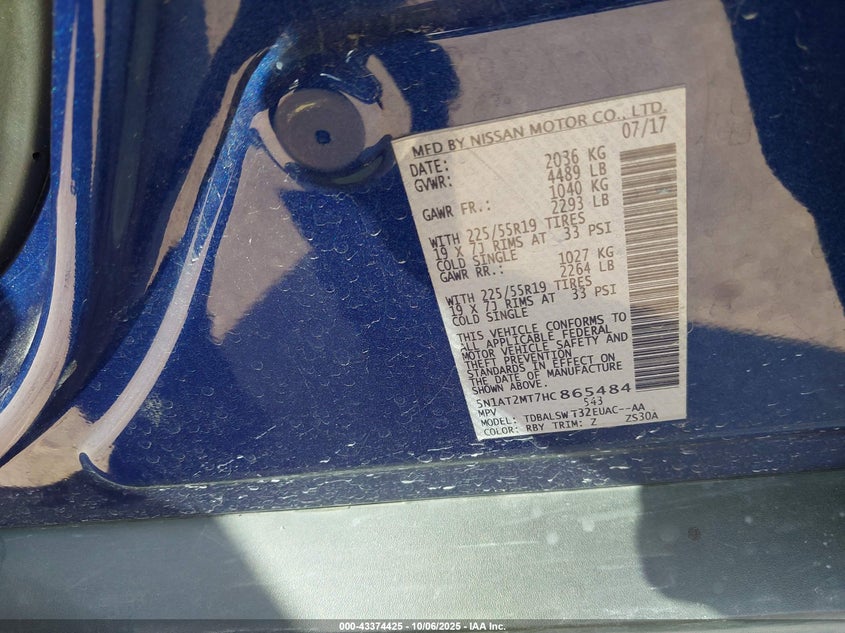 MFD BY NISSAN MOTOR CO., LTD.
DATE: 07/17
GVWR: 2036 KG
4489 LB
GAWR FR.: 1040 KG
2293 LB
WITH 225/55R19 TIRES
19 X 7J RIMS AT 33 PSI
COLD SINGLE
GAWR RR.: 1027 KG
2264 LB
WITH 225/55R19 TIRES
19 X 7J RIMS AT 33 PSI
COLD SINGLE
THIS VEHICLE CONFORMS TO
ALL APPLICABLE FEDERAL
MOTOR VEHICLE SAFETY AND
THEFT PREVENTION
STANDARDS IN EFFECT ON
THE DATE OF MANUFACTURE
SHOWN ABOVE.
5N1AT2MT7HC865484
MPV 543
MODEL: TDBALSWT32EUAC--AA
COLOR: RBY TRIM: Z ZS30A
000-43374425 - 10/06/2025 - IAA Inc.